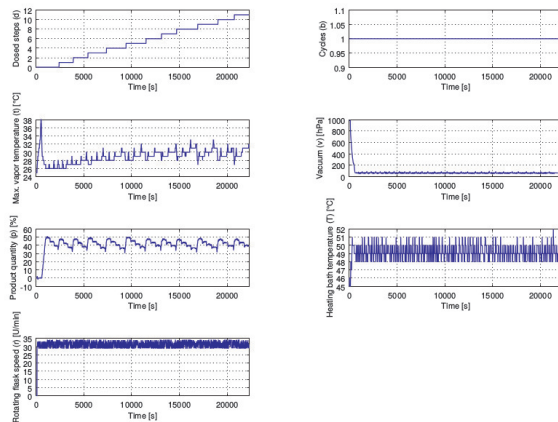 12
10
8
6
4
2
0
0 5000 10000 15000 20000
Dosed steps (d)
Time [s]
1.1
1.05
1
0.95
0.9
0 5000 10000 15000 20000
Cycles (b)
Time [s]
38
36
34
32
30
28
26
24
0 5000 10000 15000 20000
Max. vapor temperature (t) [°C]
Time [s]
1000
800
600
400
200
0
0 5000 10000 15000 20000
Vacuum (v) [hPa]
Time [s]
60
50
40
30
20
10
0
-10
0 5000 10000 15000 20000
Product quantity (p) [%]
Time [s]
52
51
50
49
48
47
46
45
0 5000 10000 15000 20000
Heating bath temperature (T) [°C]
Time [s]
35
30
25
20
15
10
5
0
0 5000 10000 15000 20000
Rotating flask speed (r) [U/min]
Time [s]